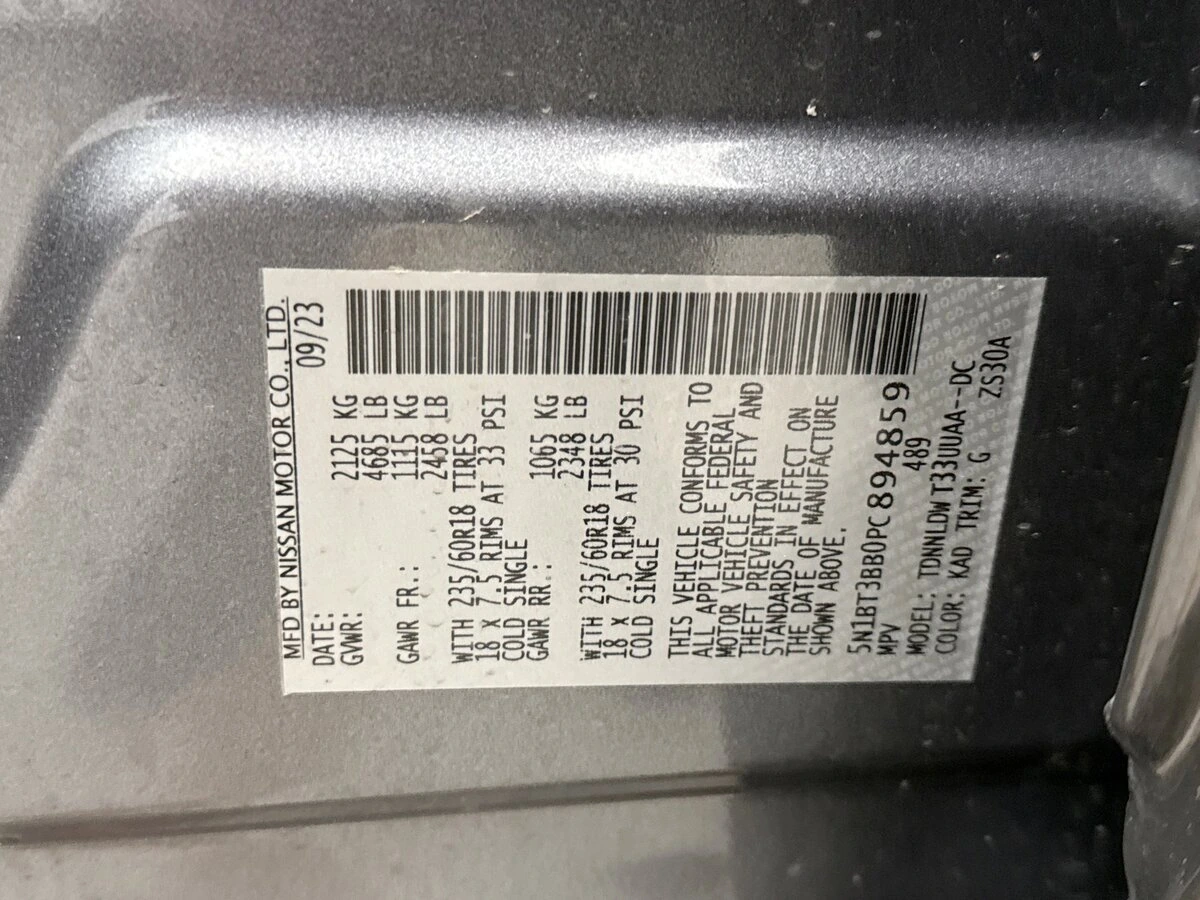 MFD BY NISSAN MOTOR CO., LTD.
DATE: 09/23
GVWR: 2125 KG
4685 LB
GAWR FR.: 1115 KG
2458 LB
WITH 235/60R18 TIRES
18 X 7.5 RIMS AT 33 PSI
COLD SINGLE
GAWR RR.: 1065 KG
2348 LB
WITH 235/60R18 TIRES
18 X 7.5 RIMS AT 30 PSI
COLD SINGLE
THIS VEHICLE CONFORMS TO
ALL APPLICABLE FEDERAL
MOTOR VEHICLE SAFETY AND
THEFT PREVENTION
STANDARDS IN EFFECT ON
THE DATE OF MANUFACTURE
SHOWN ABOVE.
5N1BT3BB0PC894859
MPV 489
MODEL: TDNNLDW T33UUAA--DC
COLOR: KAD TRIM: G ZS30A